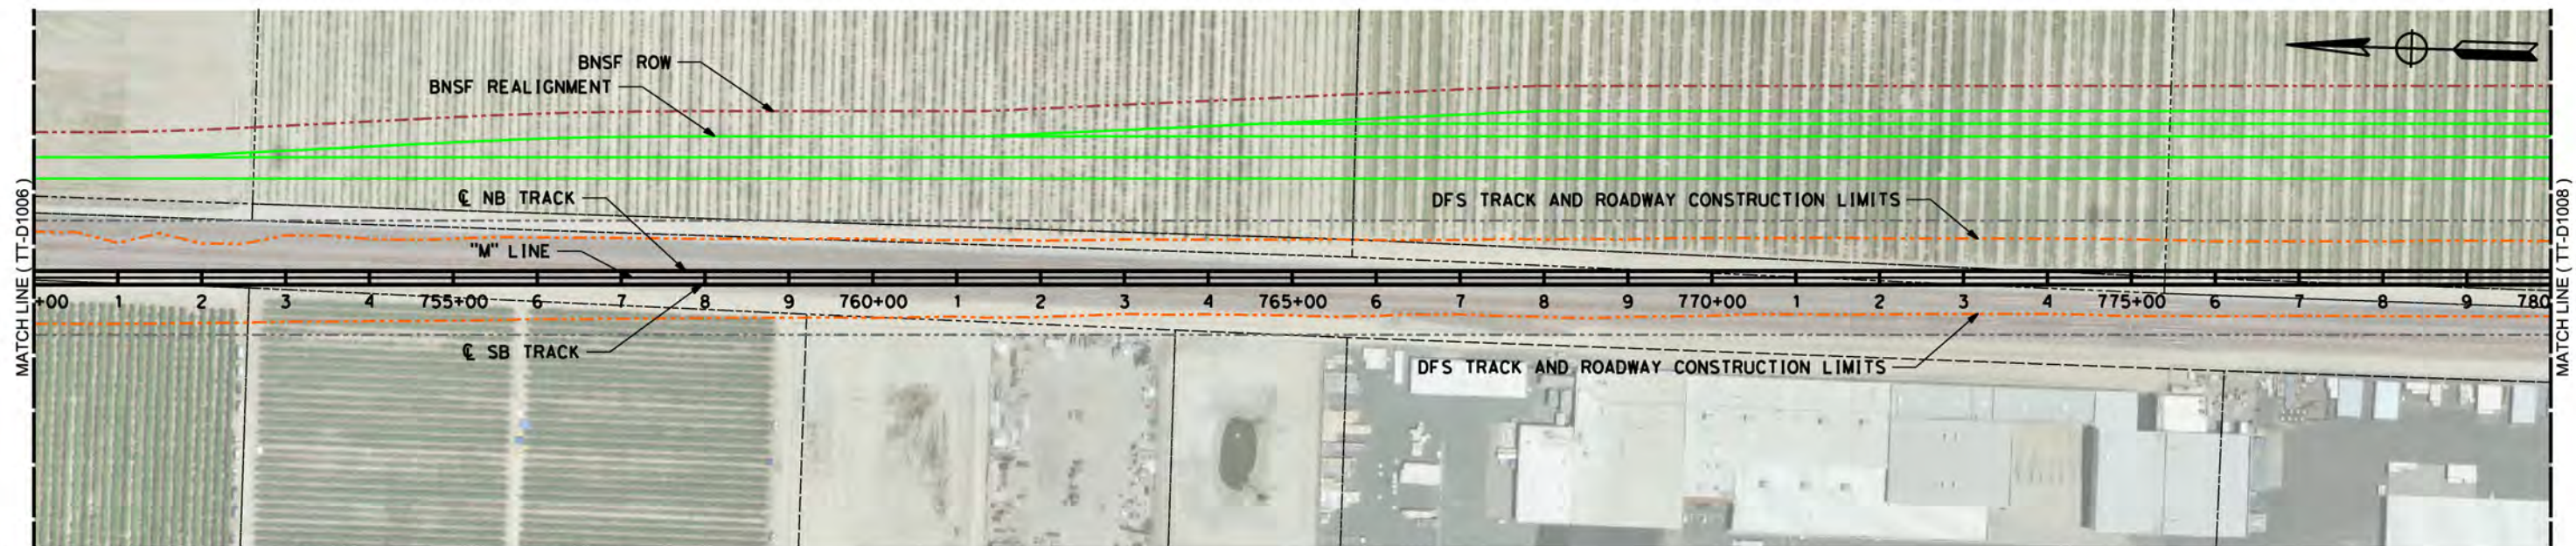 BNSF ROW
BNSF REALIGNMENT
MATCH LINE ( TT-D1006 )
℄ NB TRACK
DFS TRACK AND ROADWAY CONSTRUCTION LIMITS
"M" LINE
+00 1 2 3 4 755+00 6 7 8 9 760+00 1 2 3 4 765+00 6 7 8 9 770+00 1 2 3 4 775+00 6 7 8 9 780
℄ SB TRACK
DFS TRACK AND ROADWAY CONSTRUCTION LIMITS
MATCH LINE ( TT-D1008 )